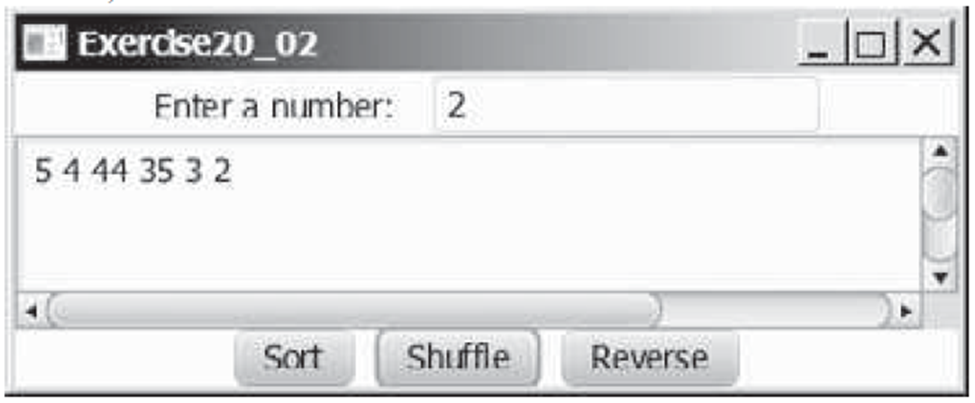 Exercise20_02
Enter a number: 2
5 4 44 35 3 2
Sort Shuffle Reverse